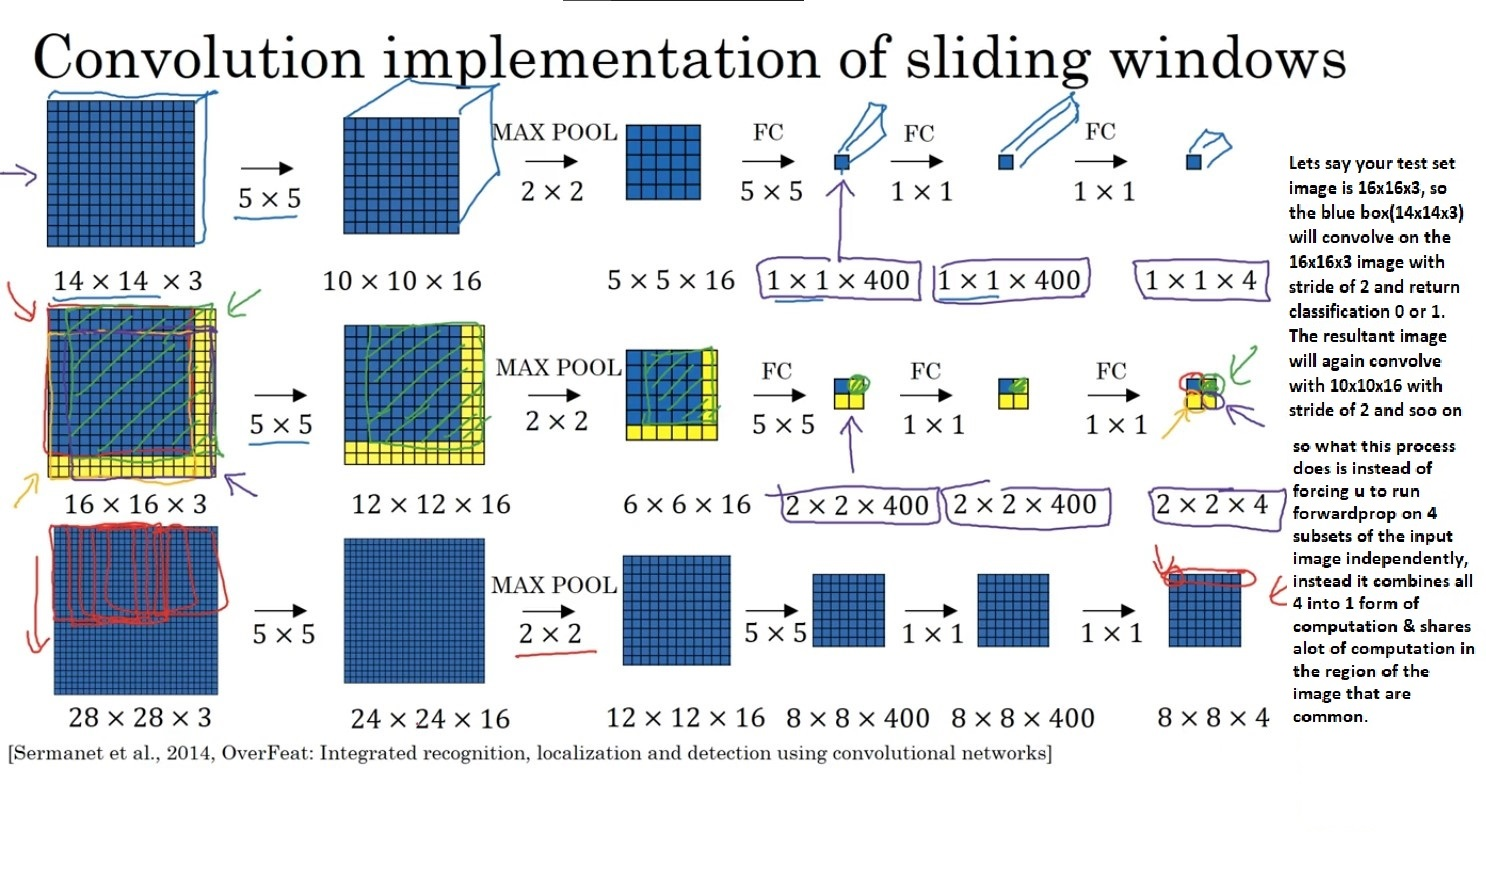 Convolution implementation of sliding windows
MAX POOL FC FC FC
5 × 5 2 × 2 5 × 5 1 × 1 1 × 1
14 × 14 × 3 10 × 10 × 16 5 × 5 × 16 1 × 1 × 400 1 × 1 × 400 1 × 1 × 4
MAX POOL FC FC FC
5 × 5 2 × 2 5 × 5 1 × 1 1 × 1
16 × 16 × 3 12 × 12 × 16 6 × 6 × 16 2 × 2 × 400 2 × 2 × 400 2 × 2 × 4
MAX POOL
5 × 5 2 × 2 5 × 5 1 × 1 1 × 1
28 × 28 × 3 24 × 24 × 16 12 × 12 × 16 8 × 8 × 400 8 × 8 × 400 8 × 8 × 4
[Sermanet et al., 2014, OverFeat: Integrated recognition, localization and detection using convolutional networks]
Lets say your test set
image is 16x16x3, so
the blue box(14x14x3)
will convolve on the
16x16x3 image with
stride of 2 and return
classification 0 or 1.
The resultant image
will again convolve
with 10x10x16 with
stride of 2 and soo on
so what this process
does is instead of
forcing u to run
forwardprop on 4
subsets of the input
image independently,
instead it combines all
4 into 1 form of
computation & shares
alot of computation in
the region of the
image that are
common.